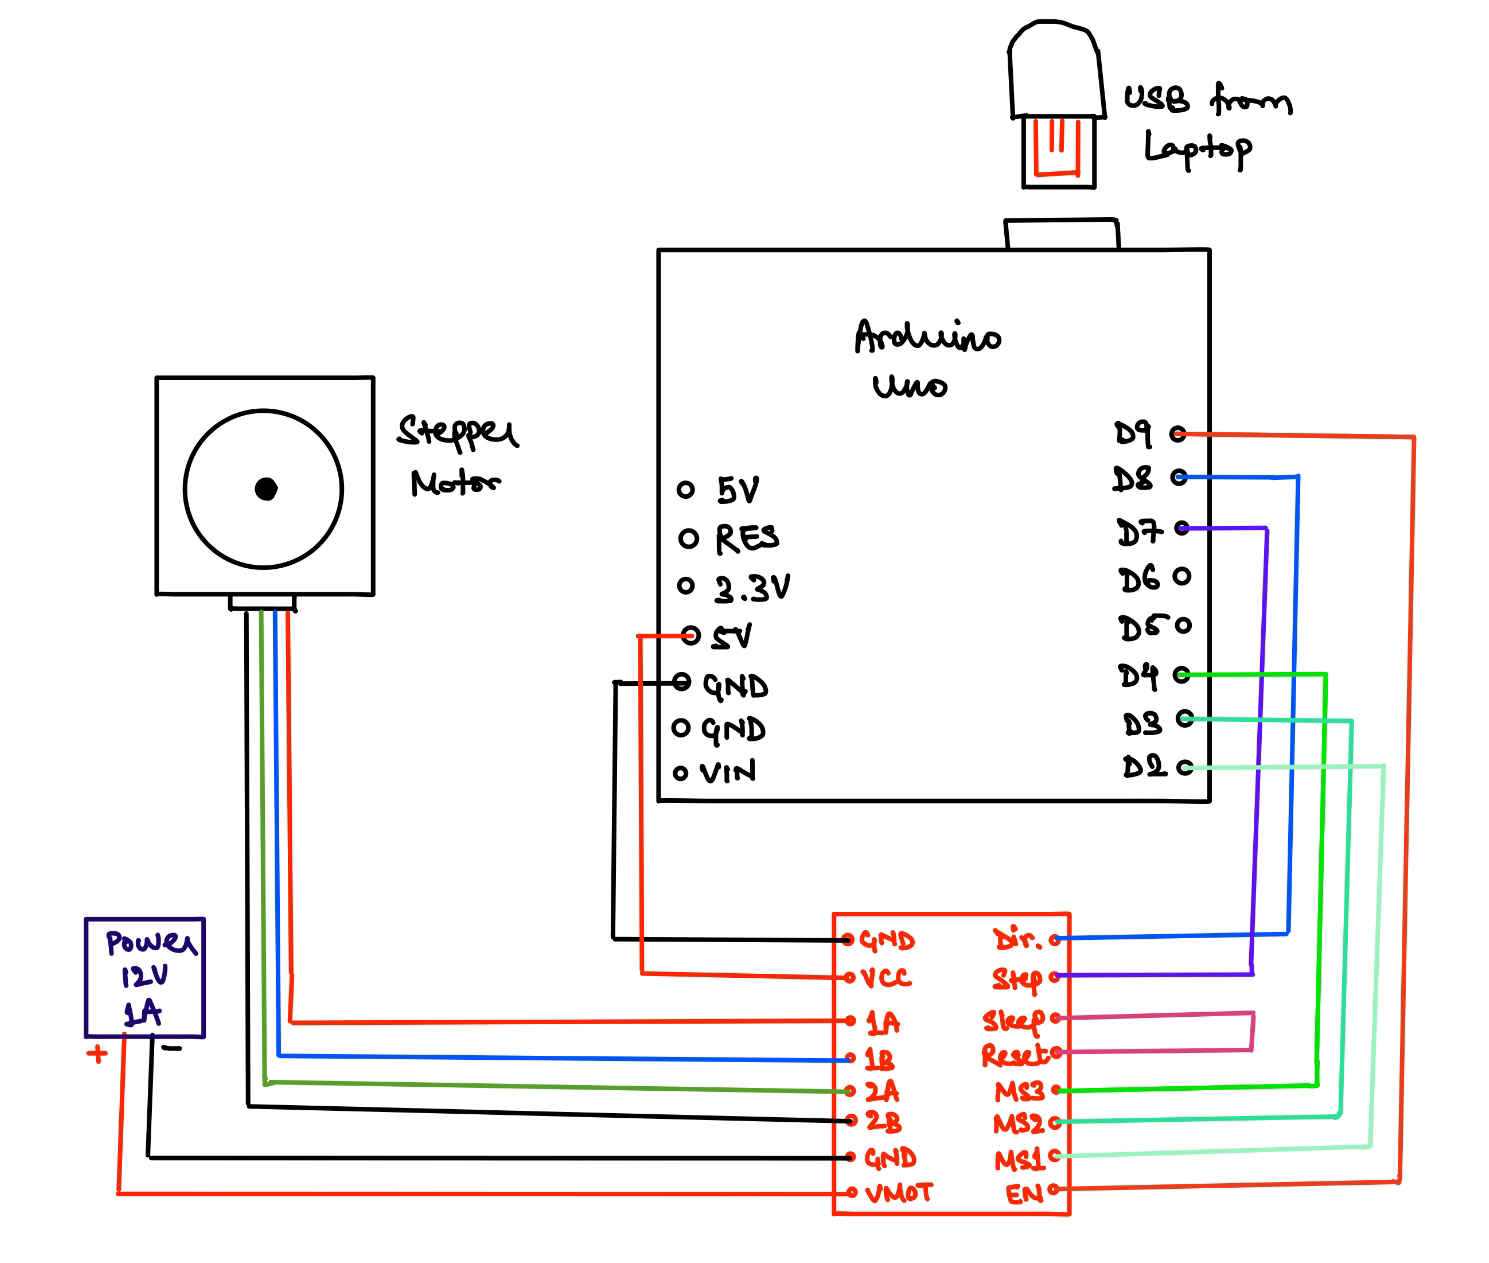 USB from
Laptop
Arduino
Uno
Stepper
Motor
5V
RES
3.3V
5V
GND
GND
VIN
D9
D8
D7
D6
D5
D4
D3
D2
Power
12V
1A
+ -
GND
VCC
1A
1B
2A
2B
GND
VMOT
Dir.
Step
Sleep
Reset
MS3
MS2
MS1
EN